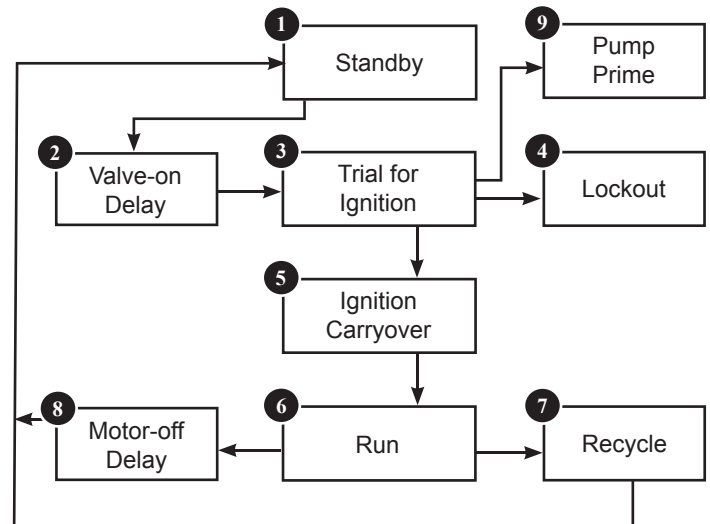 1
Standby
9
Pump
Prime
2
Valve-on
Delay
3
Trial for
Ignition
4
Lockout
5
Ignition
Carryover
8
Motor-off
Delay
6
Run
7
Recycle